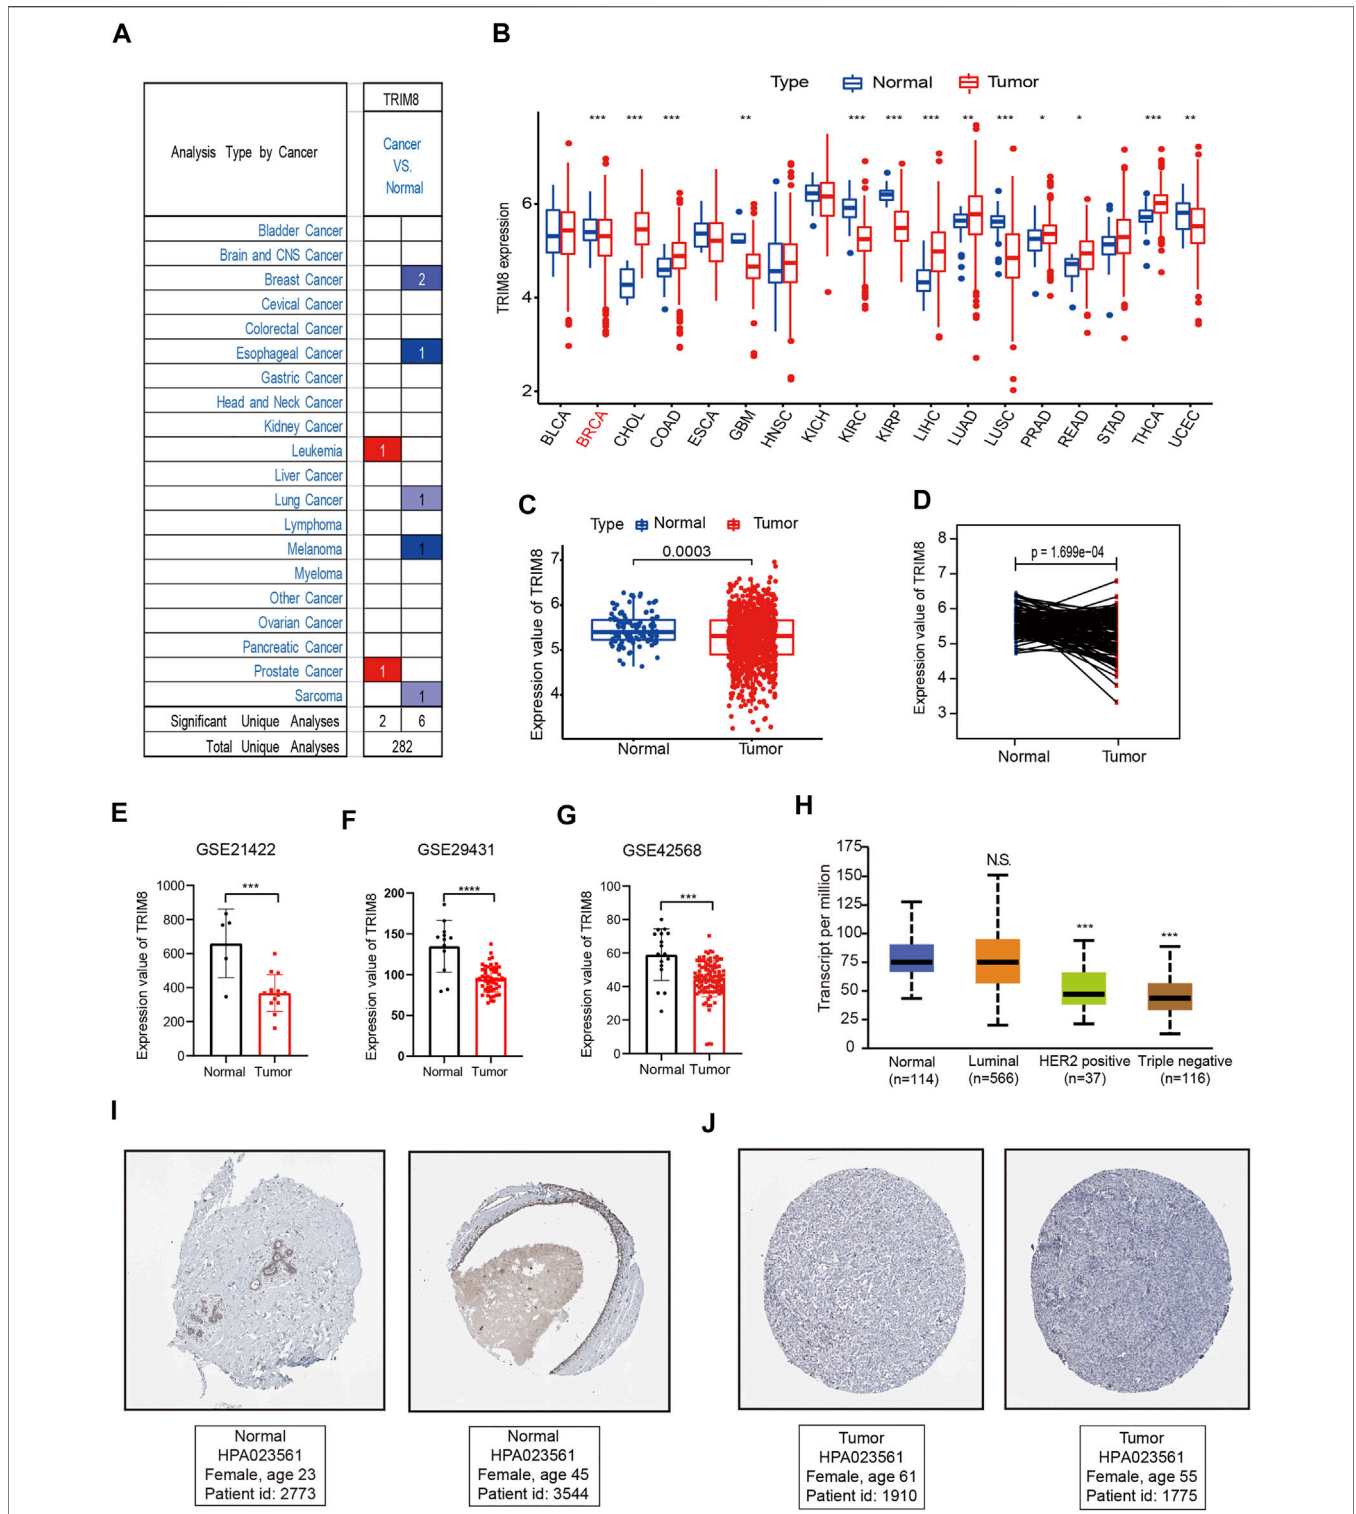 A
TRIM8
Analysis Type by Cancer
Cancer
VS.
Normal
Bladder Cancer
Brain and CNS Cancer
Breast Cancer 2
Cevical Cancer
Colorectal Cancer
Esophageal Cancer 1
Gastric Cancer
Head and Neck Cancer
Kidney Cancer
Leukemia 1
Liver Cancer
Lung Cancer 1
Lymphoma
Melanoma 1
Myeloma
Other Cancer
Ovarian Cancer
Pancreatic Cancer
Prostate Cancer 1
Sarcoma 1
Significant Unique Analyses 2 6
Total Unique Analyses 282
B
Type Normal Tumor
*** *** *** ** *** *** *** ** *** * * *** **
TRIM8 expression
6
4
2
BLCA BRCA CHOL COAD ESCA GBM HNSC KICH KIRC KIRP LIHC LUAD LUSC PRAD READ STAD THCA UCEC
C
Type Normal Tumor
0.0003
Expression value of TRIM8
7
6
5
4
Normal Tumor
D
p = 1.699e−04
Expression value of TRIM8
8
7
6
5
4
3
Normal Tumor
E
GSE21422
***
Expression value of TRIM8
1000
800
600
400
200
0
Normal Tumor
F
GSE29431
****
Expression value of TRIM8
200
150
100
50
0
Normal Tumor
G
GSE42568
***
Expression value of TRIM8
100
80
60
40
20
0
Normal Tumor
H
Transcript per million
175
150
125
100
75
50
25
0
N.S.
***
***
Normal Luminal HER2 positive Triple negative
(n=114) (n=566) (n=37) (n=116)
I
Normal
HPA023561
Female, age 23
Patient id: 2773
Normal
HPA023561
Female, age 45
Patient id: 3544
J
Tumor
HPA023561
Female, age 61
Patient id: 1910
Tumor
HPA023561
Female, age 55
Patient id: 1775